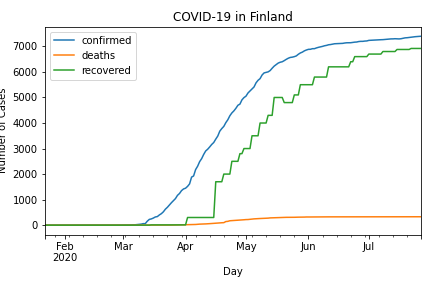 COVID-19 in Finland
confirmed
deaths
recovered
7000
6000
5000
4000
3000
2000
1000
0
Number of Cases
Feb Mar Apr May Jun Jul
2020
Day